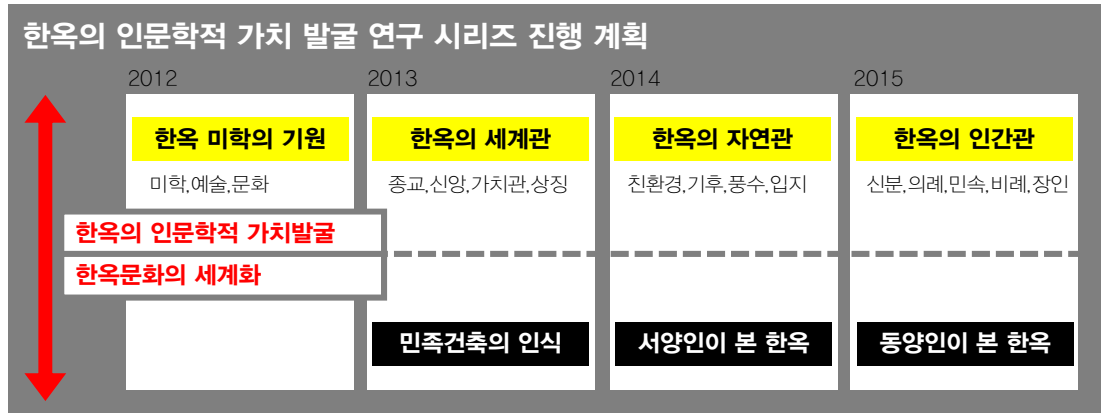 한옥의 인문학적 가치 발굴 연구 시리즈 진행 계획
2012
2013
2014
2015
한옥 미학의 기원
한옥의 세계관
한옥의 자연관
한옥의 인간관
미학,예술,문화
종교,신앙,가치관,상징
친환경,기후,풍수,입지
신분,의례,민속,비례,장인
한옥의 인문학적 가치발굴
한옥문화의 세계화
민족건축의 인식
서양인이 본 한옥
동양인이 본 한옥